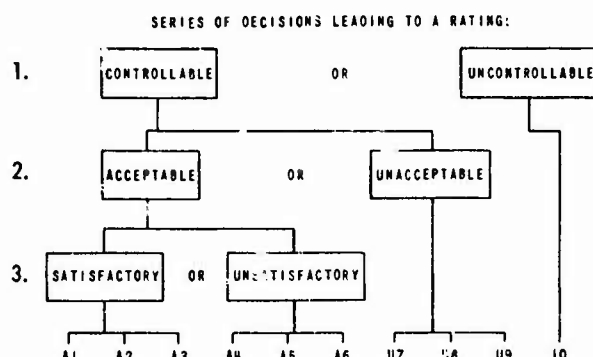 SERIES OF DECISIONS LEADING TO A RATING:
1. CONTROLLABLE OR UNCONTROLLABLE
2. ACCEPTABLE OR UNACCEPTABLE
3. SATISFACTORY OR UNSATISFACTORY
A1 A2 A3 A4 A5 A6 U7 U8 U9